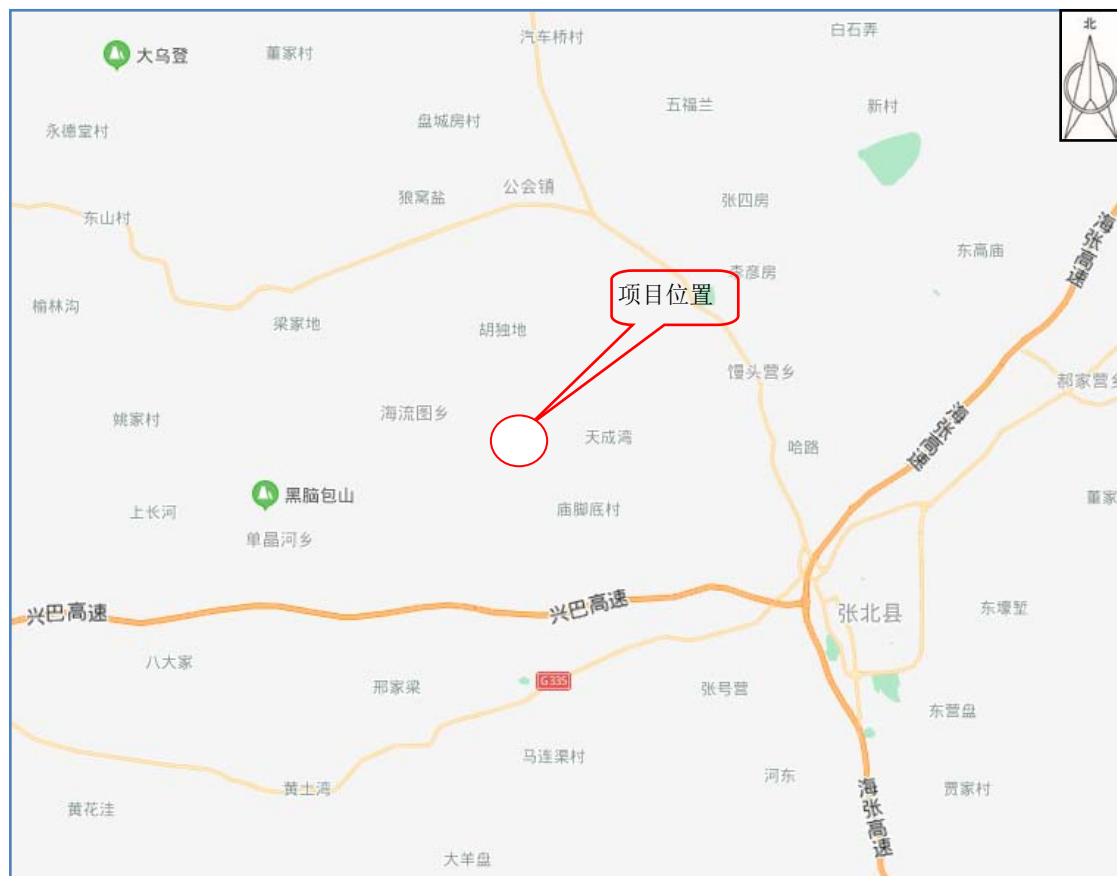 北
白石弄
汽车桥村
大乌登
董家村
五福兰
新村
盘城房村
永德堂村
公会镇
狼窝盐
张四房
东山村
海张高速
东高庙
李彦房
项目位置
榆林沟
梁家地
胡独地
馒头营乡
郝家营乡
海流图乡
姚家村
天成湾
哈路
海张高速
黑脑包山
董家
上长河
庙脚底村
单晶河乡
兴巴高速
兴巴高速
张北县
东壕堑
八大家
邢家梁
G335
张号营
东营盘
马连渠村
河东
黄土湾
贾家村
黄花洼
海张高速
大羊盘